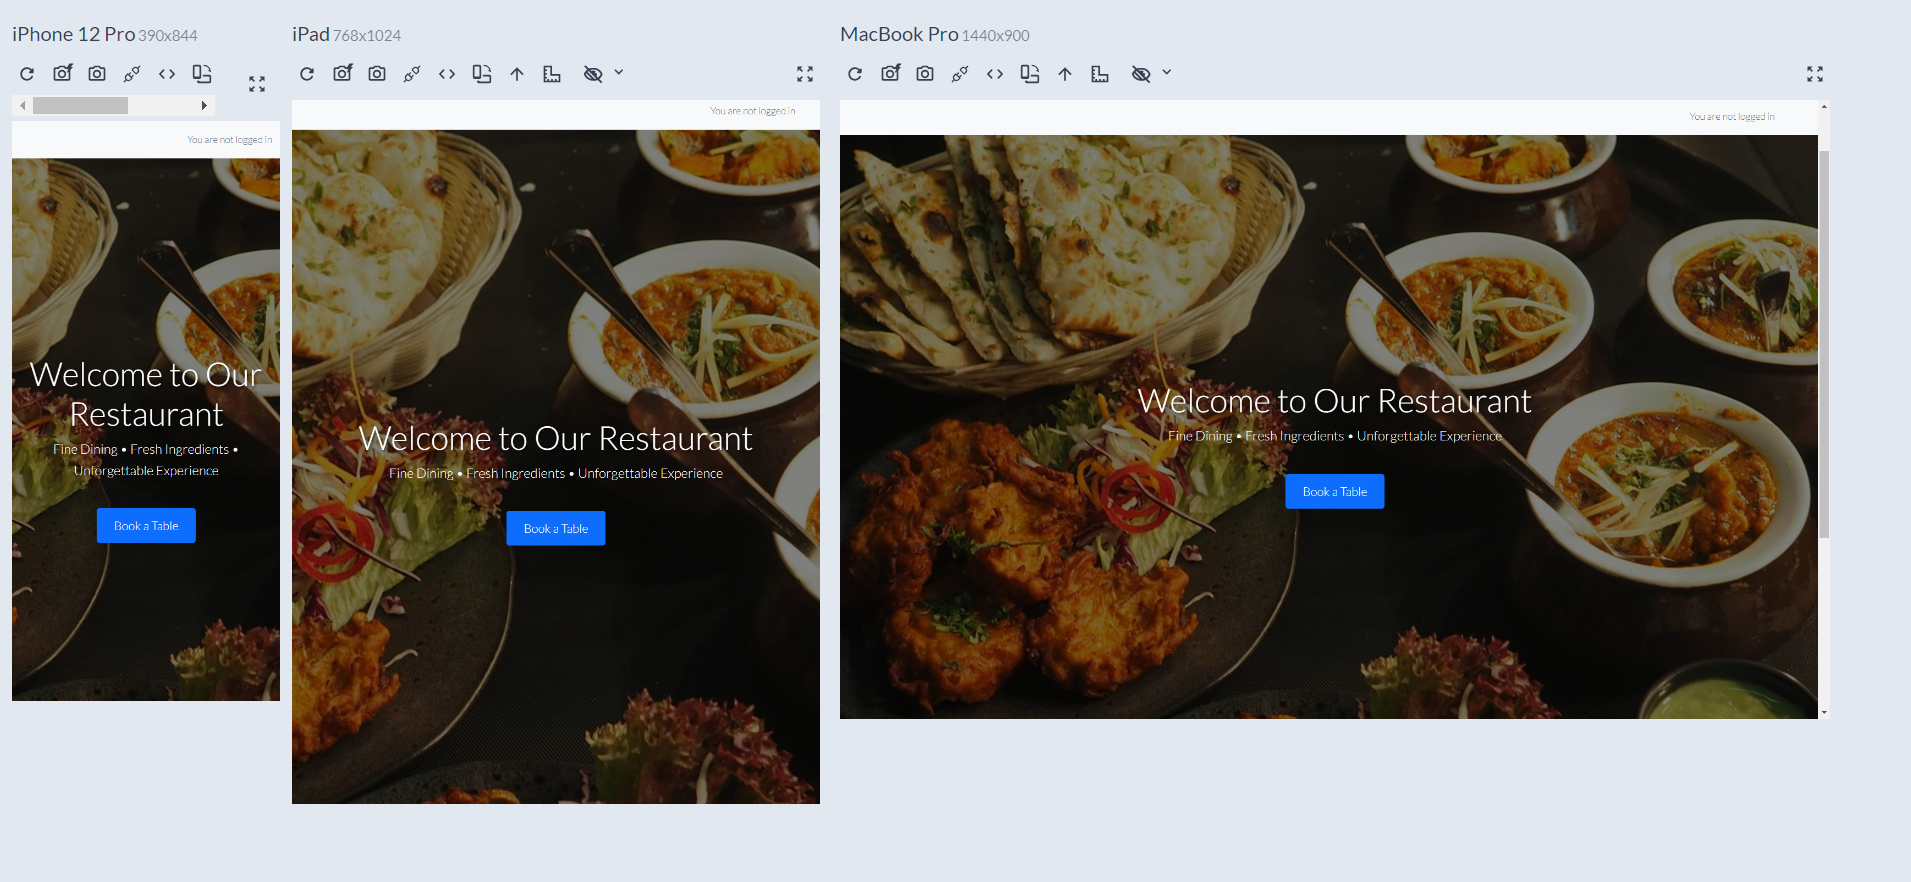 iPhone 12 Pro 390x844
You are not logged in
Welcome to Our
Restaurant
Fine Dining • Fresh Ingredients •
Unforgettable Experience
Book a Table
iPad 768x1024
You are not logged in
Welcome to Our Restaurant
Fine Dining • Fresh Ingredients • Unforgettable Experience
Book a Table
MacBook Pro 1440x900
You are not logged in
Welcome to Our Restaurant
Fine Dining • Fresh Ingredients • Unforgettable Experience
Book a Table